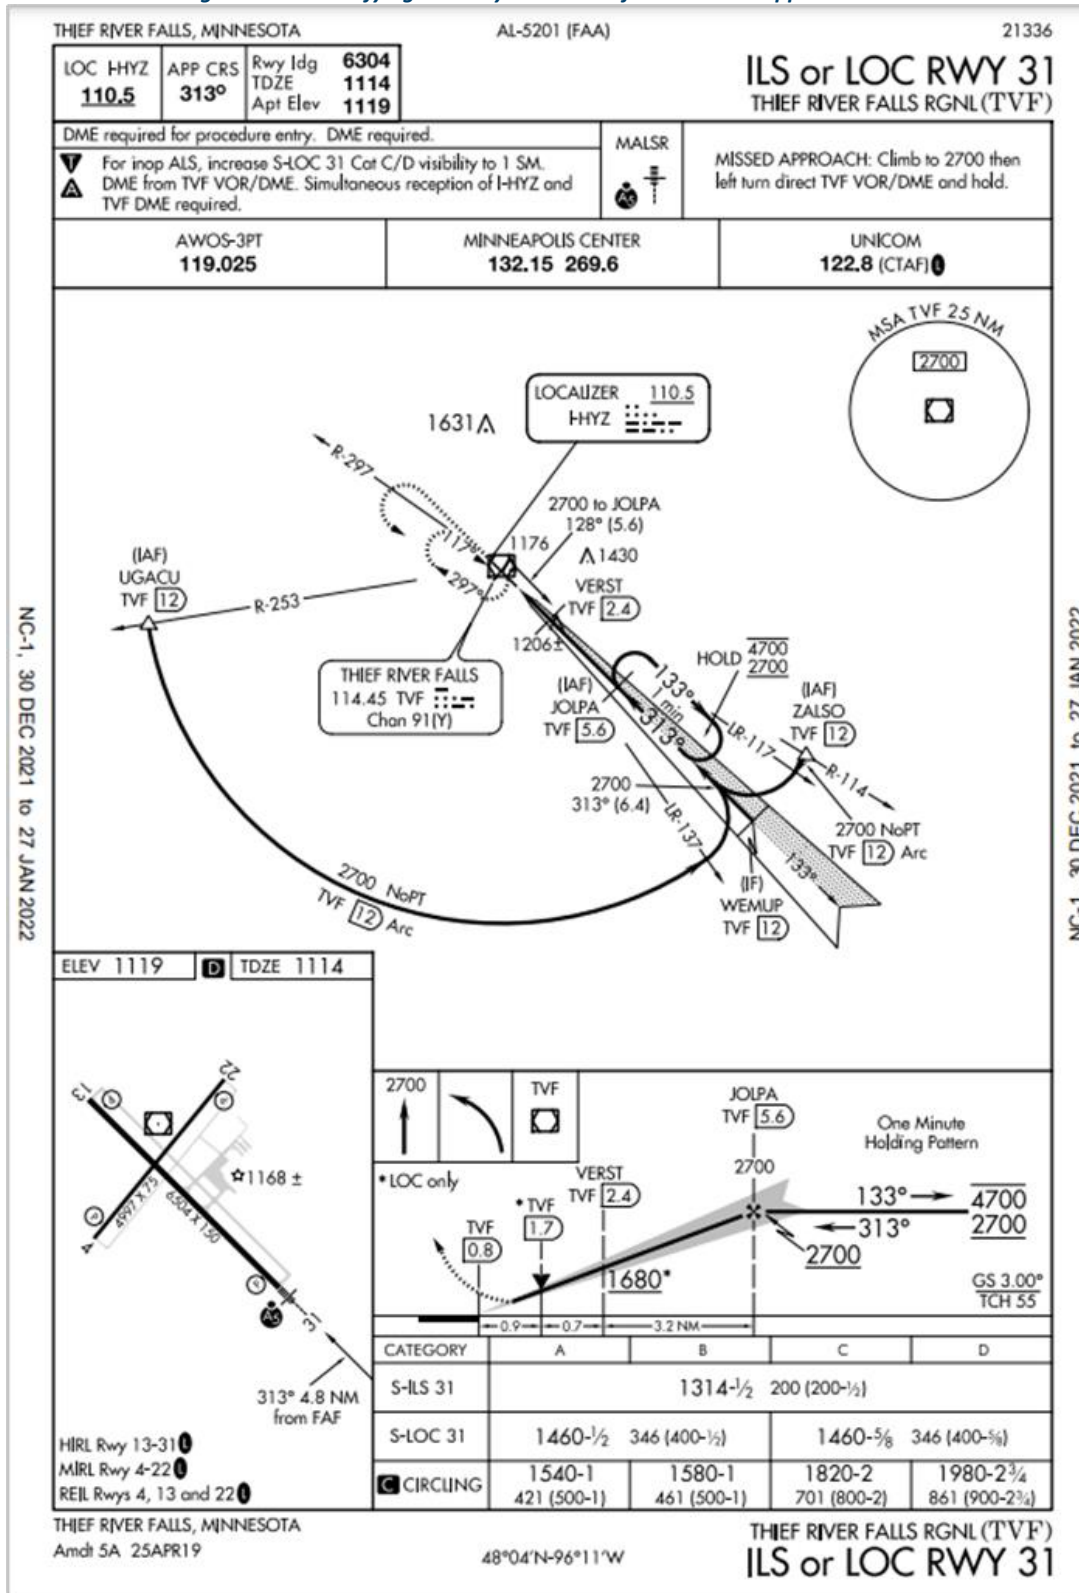 THIEF RIVER FALLS, MINNESOTA
AL-5201 (FAA)
21336
LOC I-HYZ
110.5
APP CRS
313°
Rwy ldg 6304
TDZE 1114
Apt Elev 1119
ILS or LOC RWY 31
THIEF RIVER FALLS RGNL (TVF)
DME required for procedure entry. DME required.
T
A
For inop ALS, increase S-LOC 31 Cat C/D visibility to 1 SM.
DME from TVF VOR/DME. Simultaneous reception of I-HYZ and
TVF DME required.
MALSR
A5
MISSED APPROACH: Climb to 2700 then
left turn direct TVF VOR/DME and hold.
AWOS-3PT
119.025
MINNEAPOLIS CENTER
132.15 269.6
UNICOM
122.8 (CTAF) L
MSA TVF 25 NM
2700
LOCALIZER 110.5
I-HYZ
1631
R-297
2700 to JOLPA
128° (5.6)
117°
1176
1430
(IAF)
UGACU
TVF 12
R-253
297°
VERST
TVF 2.4
1206±
THIEF RIVER FALLS
114.45 TVF
Chan 91(Y)
HOLD 4700
2700
133°
1 min
313°
(IAF)
JOLPA
TVF 5.6
(IAF)
ZALSO
TVF 12
LR-117
R-114
2700
313° (6.4)
LR-137
2700 NoPT
TVF 12 Arc
133°
(IF)
WEMUP
TVF 12
2700 NoPT
TVF 12 Arc
NC-1, 30 DEC 2021 to 27 JAN 2022
NC-1, 30 DEC 2021 to 27 JAN 2022
ELEV 1119
D
TDZE 1114
13
22
P
P
1168 ±
4997 X 75
6504 X 150
P
4
P
A5
31
313° 4.8 NM
from FAF
HIRL Rwy 13-31 L
MIRL Rwy 4-22 L
REIL Rwys 4, 13 and 22 L
2700
TVF
JOLPA
TVF 5.6
One Minute
Holding Pattern
* LOC only
VERST
TVF 2.4
2700
* TVF
1.7
TVF
0.8
133°
4700
2700
313°
2700
1680*
GS 3.00°
TCH 55
0.9
0.7
3.2 NM
CATEGORY A B C D
S-ILS 31 1314-½ 200 (200-½)
S-LOC 31 1460-½ 346 (400-½) 1460-⅝ 346 (400-⅝)
C CIRCLING
1540-1 1580-1 1820-2 1980-2¾
421 (500-1) 461 (500-1) 701 (800-2) 861 (900-2¾)
THIEF RIVER FALLS, MINNESOTA
Amdt 5A 25APR19
48°04'N-96°11'W
THIEF RIVER FALLS RGNL (TVF)
ILS or LOC RWY 31